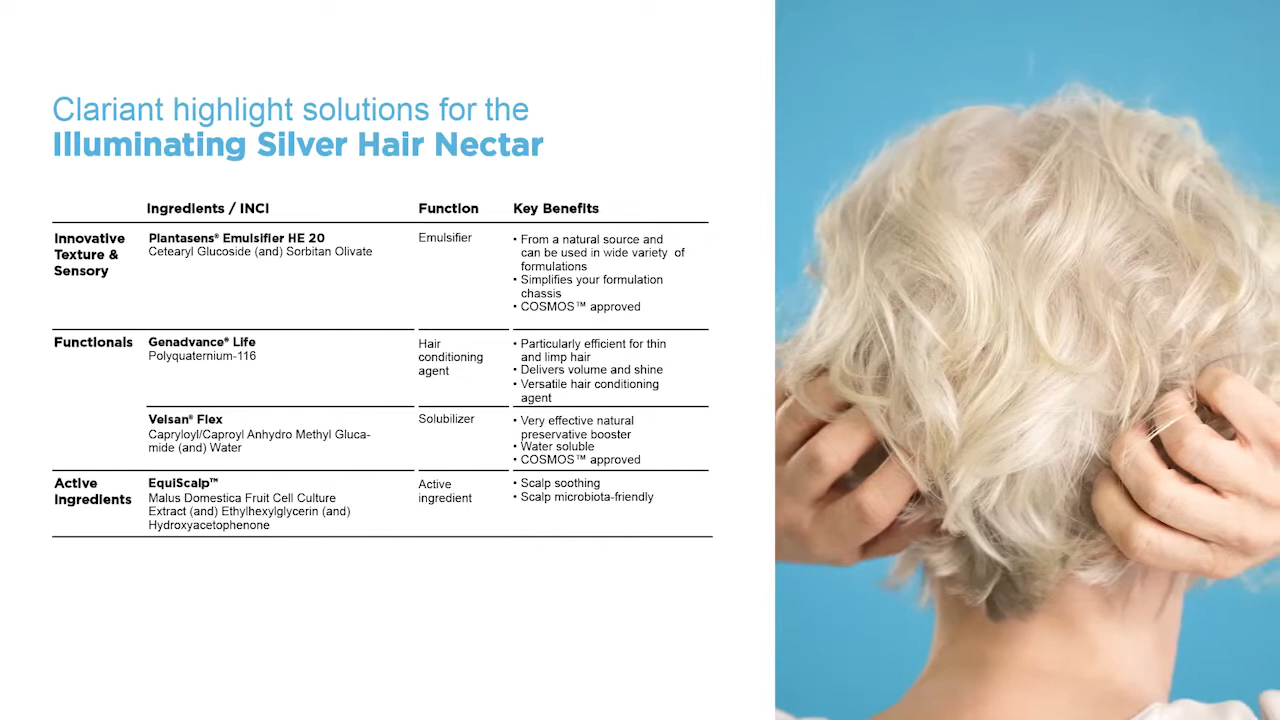 Clariant highlight solutions for the
Illuminating Silver Hair Nectar
Ingredients / INCI
Function
Key Benefits
Innovative
Texture &
Sensory
Plantasens® Emulsifier HE 20
Cetearyl Glucoside (and) Sorbitan Olivate
Emulsifier
• From a natural source and
can be used in wide variety of
formulations
• Simplifies your formulation
chassis
• COSMOS™ approved
Functionals
Genadvance® Life
Polyquaternium-116
Hair
conditioning
agent
• Particularly efficient for thin
and limp hair
• Delivers volume and shine
• Versatile hair conditioning
agent
Velsan® Flex
Capryloyl/Caproyl Anhydro Methyl Gluca-
mide (and) Water
Solubilizer
• Very effective natural
preservative booster
• Water soluble
• COSMOS™ approved
Active
Ingredients
EquiScalp™
Malus Domestica Fruit Cell Culture
Extract (and) Ethylhexylglycerin (and)
Hydroxyacetophenone
Active
ingredient
• Scalp soothing
• Scalp microbiota-friendly